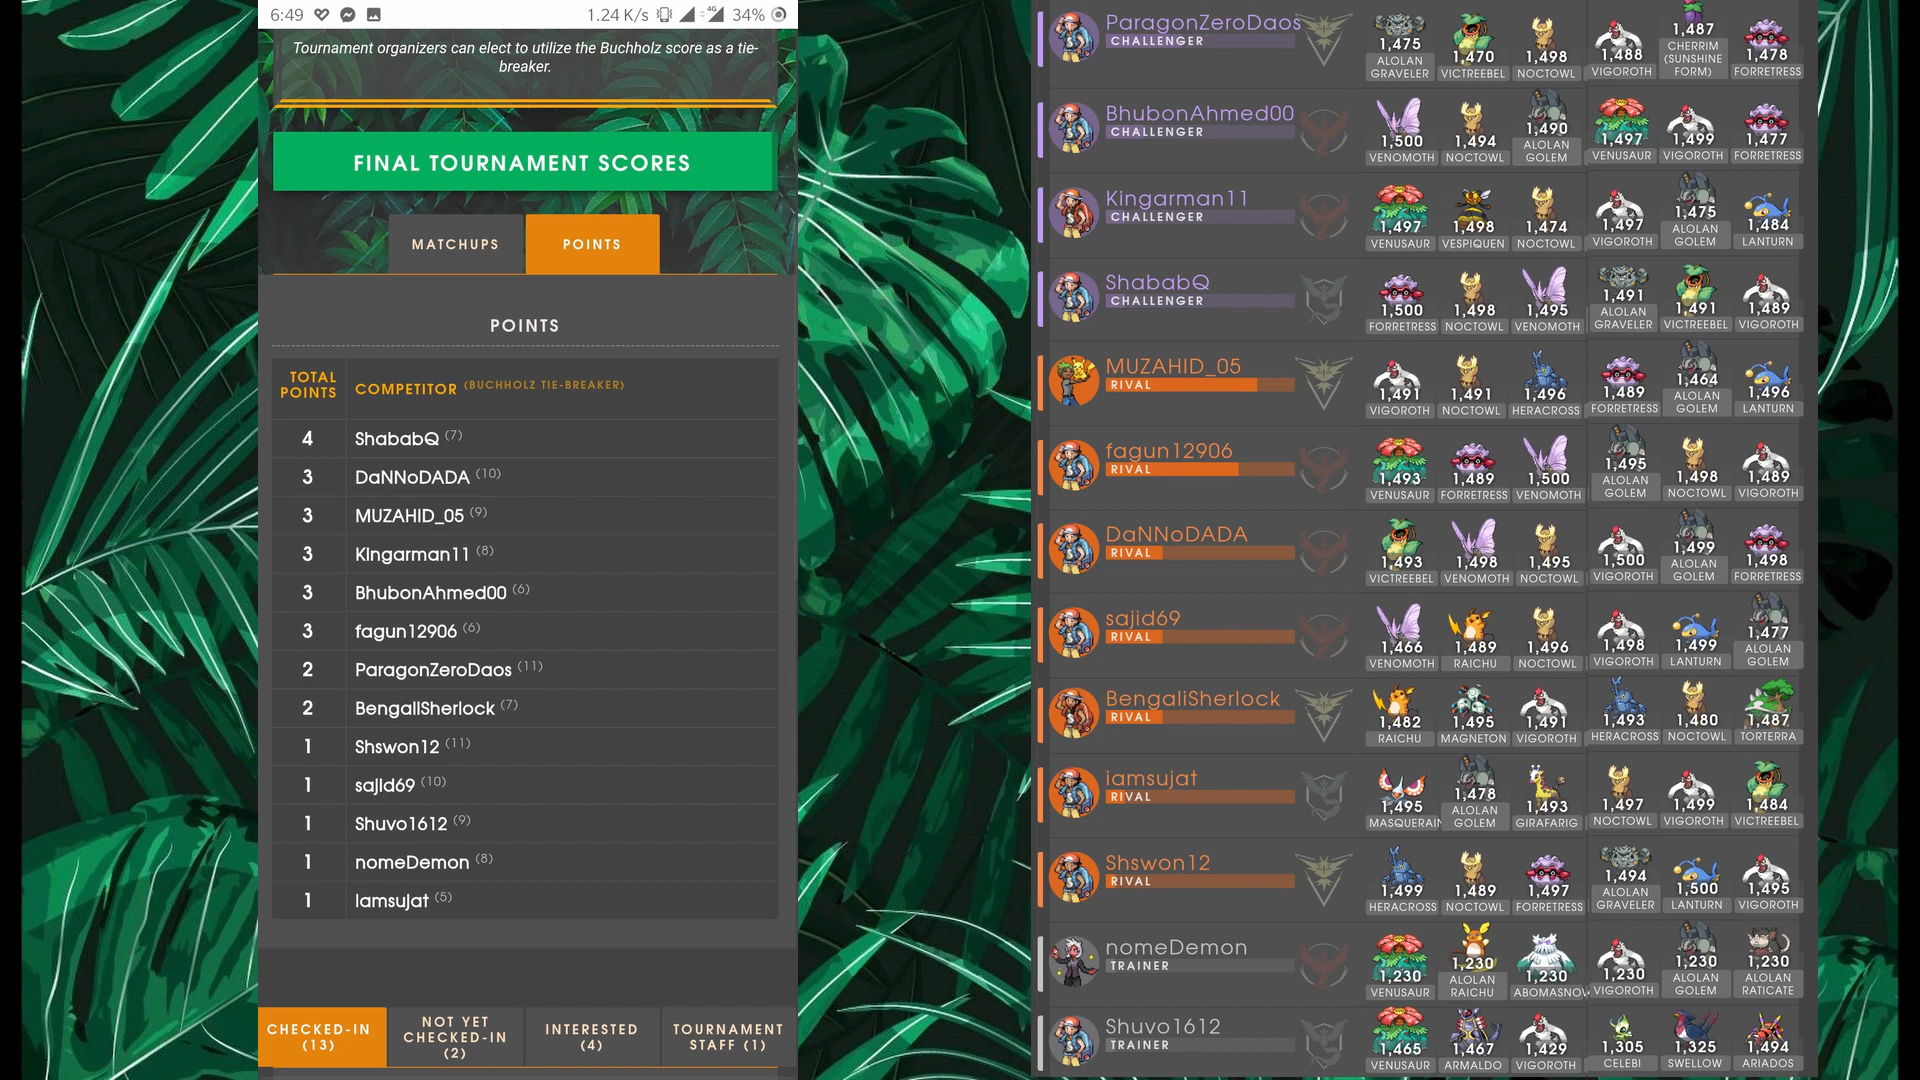 6:49
1.24 K/s
4G
34%
Tournament organizers can elect to utilize the Buchholz score as a tie-
breaker.
FINAL TOURNAMENT SCORES
MATCHUPS
POINTS
POINTS
TOTAL
POINTS
COMPETITOR (BUCHHOLZ TIE-BREAKER)
4 ShababQ (7)
3 DaNNoDADA (10)
3 MUZAHID_05 (9)
3 KIngarman11 (8)
3 BhubonAhmed00 (6)
3 fagun12906 (6)
2 ParagonZeroDaos (11)
2 BengalISherlock (7)
1 Shswon12 (11)
1 sajId69 (10)
1 Shuvo1612 (9)
1 nomeDemon (8)
1 Iamsujat (5)
CHECKED-IN
(13)
NOT YET
CHECKED-IN
(2)
INTERESTED
(4)
TOURNAMENT
STAFF (1)
ParagonZeroDaos
CHALLENGER
1,475 ALOLAN GRAVELER
1,470 VICTREEBEL
1,498 NOCTOWL
1,488 VIGOROTH
1,487 CHERRIM (SUNSHINE FORM)
1,478 FORRETRESS
BhubonAhmed00
CHALLENGER
1,500 VENOMOTH
1,494 NOCTOWL
1,490 ALOLAN GOLEM
1,497 VENUSAUR
1,499 VIGOROTH
1,477 FORRETRESS
Kingarman11
CHALLENGER
1,497 VENUSAUR
1,498 VESPIQUEN
1,474 NOCTOWL
1,497 VIGOROTH
1,475 ALOLAN GOLEM
1,484 LANTURN
ShababQ
CHALLENGER
1,500 FORRETRESS
1,498 NOCTOWL
1,495 VENOMOTH
1,491 ALOLAN GRAVELER
1,491 VICTREEBEL
1,489 VIGOROTH
MUZAHID_05
RIVAL
1,491 VIGOROTH
1,491 NOCTOWL
1,496 HERACROSS
1,489 FORRETRESS
1,464 ALOLAN GOLEM
1,496 LANTURN
fagun12906
RIVAL
1,493 VENUSAUR
1,489 FORRETRESS
1,500 VENOMOTH
1,495 ALOLAN GOLEM
1,498 NOCTOWL
1,489 VIGOROTH
DaNNoDADA
RIVAL
1,493 VICTREEBEL
1,498 VENOMOTH
1,495 NOCTOWL
1,500 VIGOROTH
1,499 ALOLAN GOLEM
1,498 FORRETRESS
sajid69
RIVAL
1,466 VENOMOTH
1,489 RAICHU
1,496 NOCTOWL
1,498 VIGOROTH
1,499 LANTURN
1,477 ALOLAN GOLEM
BengaliSherlock
RIVAL
1,482 RAICHU
1,495 MAGNETON
1,491 VIGOROTH
1,493 HERACROSS
1,480 NOCTOWL
1,487 TORTERRA
iamsujat
RIVAL
1,495 MASQUERAIN
1,478 ALOLAN GOLEM
1,493 GIRAFARIG
1,497 NOCTOWL
1,499 VIGOROTH
1,484 VICTREEBEL
Shswon12
RIVAL
1,499 HERACROSS
1,489 NOCTOWL
1,497 FORRETRESS
1,494 ALOLAN GRAVELER
1,500 LANTURN
1,495 VIGOROTH
nomeDemon
TRAINER
1,230 VENUSAUR
1,230 ALOLAN RAICHU
1,230 ABOMASNOW
1,230 VIGOROTH
1,230 ALOLAN GOLEM
1,230 ALOLAN RATICATE
Shuvo1612
TRAINER
1,465 VENUSAUR
1,467 ARMALDO
1,429 VIGOROTH
1,305 CELEBI
1,325 SWELLOW
1,494 ARIADOS